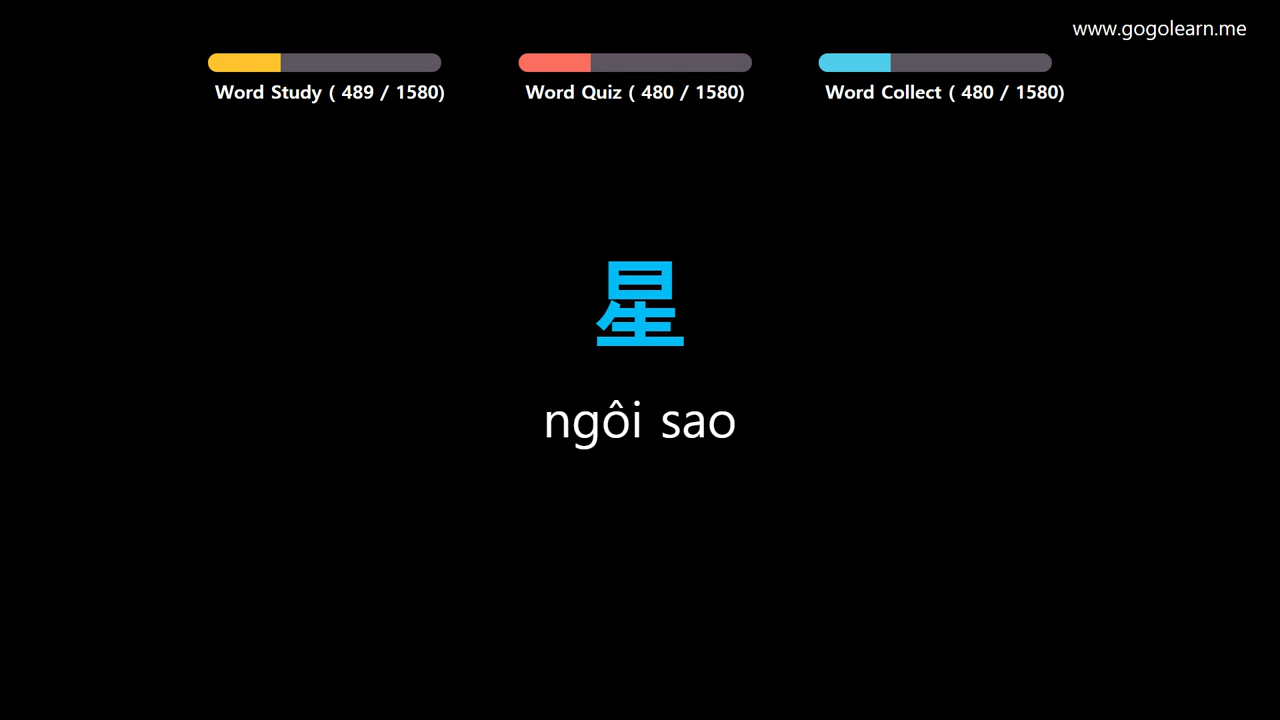 www.gogolearn.me
Word Study ( 489 / 1580)
Word Quiz ( 480 / 1580)
Word Collect ( 480 / 1580)
星
ngôi sao